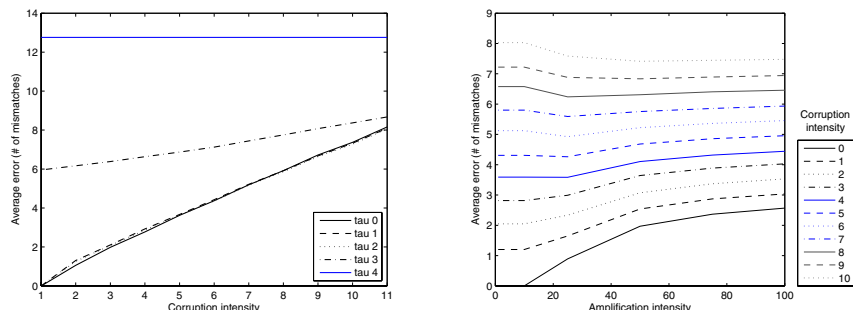 14
12
10
8
6
4
2
0
Average error (# of mismatches)
1 2 3 4 5 6 7 8 9 10 11
Corruption intensity
tau 0
tau 1
tau 2
tau 3
tau 4
9
8
7
6
5
4
3
2
1
0
Average error (# of mismatches)
0 20 40 60 80 100
Amplification intensity
Corruption
intensity
0
1
2
3
4
5
6
7
8
9
10